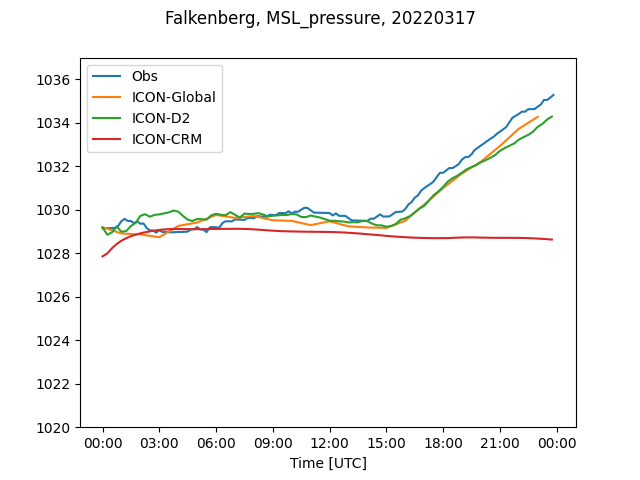 Falkenberg, MSL_pressure, 20220317
Obs
ICON-Global
ICON-D2
ICON-CRM
1036
1034
1032
1030
1028
1026
1024
1022
1020
00:00 03:00 06:00 09:00 12:00 15:00 18:00 21:00 00:00
Time [UTC]